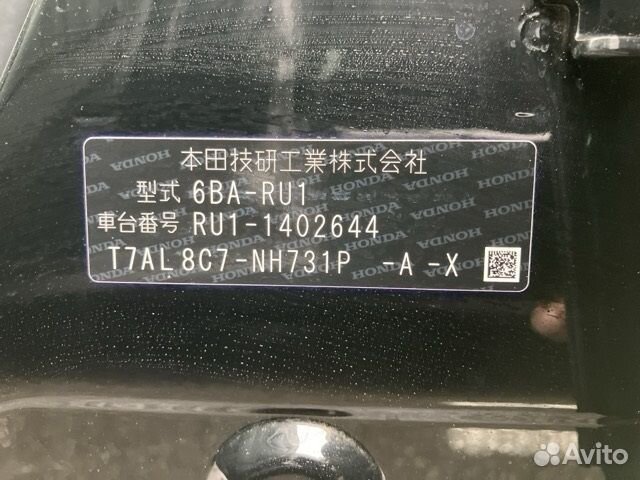 本田技研工業株式会社
型式 6BA-RU1
車台番号 RU1-1402644
T7AL8C7-NH731P -A -X
Avito